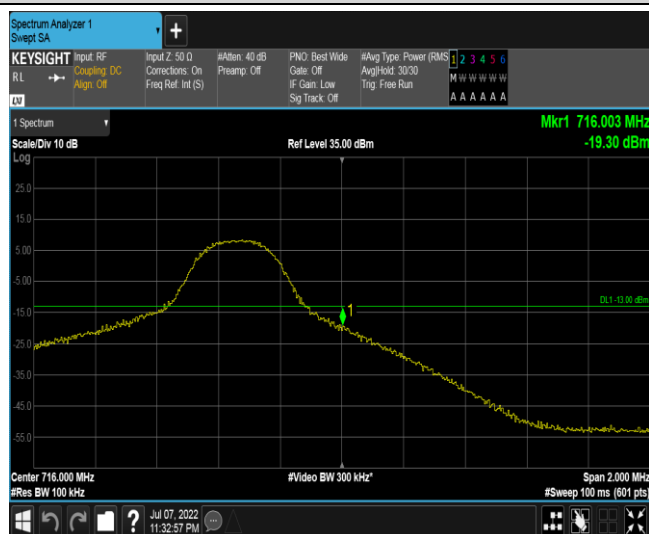 Spectrum Analyzer 1
Swept SA
+
KEYSIGHT Input: RF Input Z: 50 Ω #Atten: 40 dB PNO: Best Wide #Avg Type: Power (RMS 1 2 3 4 5 6
RL Coupling: DC Corrections: On Preamp: Off Gate: Off Avg|Hold: 30/30 M W W W W W
Align: Off Freq Ref: Int (S) IF Gain: Low Trig: Free Run
LXI Sig Track: Off A A A A A A
1 Spectrum Mkr1 716.003 MHz
Scale/Div 10 dB Ref Level 35.00 dBm -19.30 dBm
Log
25.0
15.0
5.00
-5.00
DL1 -13.00 dBm
-15.0 1
-25.0
-35.0
-45.0
-55.0
Center 716.000 MHz #Video BW 300 kHz* Span 2.000 MHz
#Res BW 100 kHz #Sweep 100 ms (601 pts)
? Jul 07, 2022
11:32:57 PM